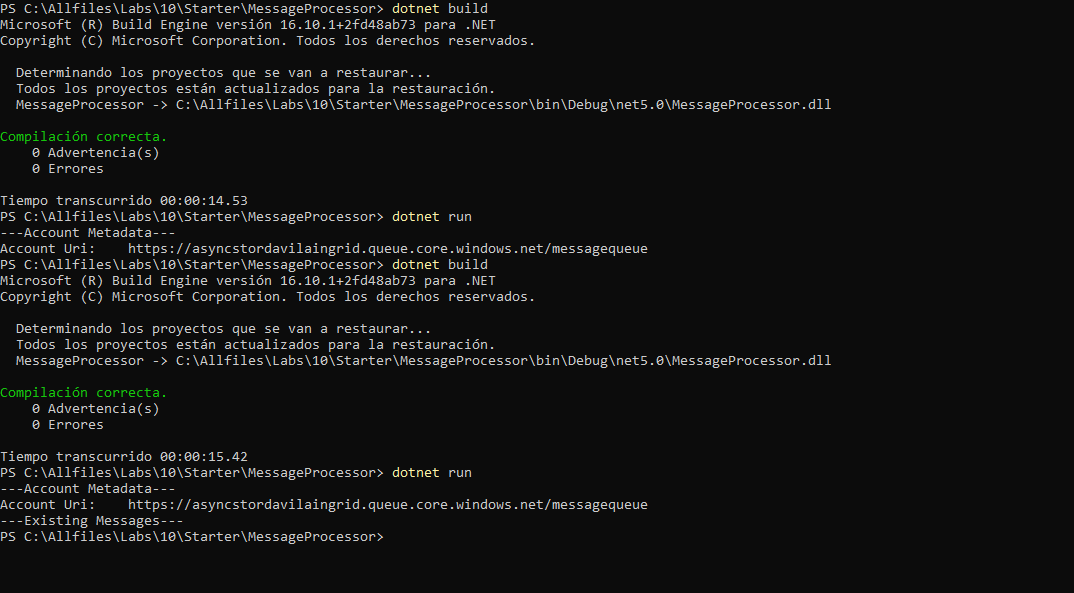 PS C:\Allfiles\Labs\10\Starter\MessageProcessor> dotnet build
Microsoft (R) Build Engine versión 16.10.1+2fd48ab73 para .NET
Copyright (C) Microsoft Corporation. Todos los derechos reservados.
Determinando los proyectos que se van a restaurar...
Todos los proyectos están actualizados para la restauración.
MessageProcessor -> C:\Allfiles\Labs\10\Starter\MessageProcessor\bin\Debug\net5.0\MessageProcessor.dll
Compilación correcta.
0 Advertencia(s)
0 Errores
Tiempo transcurrido 00:00:14.53
PS C:\Allfiles\Labs\10\Starter\MessageProcessor> dotnet run
---Account Metadata---
Account Uri:    https://asyncstordavilaingrid.queue.core.windows.net/messagequeue
PS C:\Allfiles\Labs\10\Starter\MessageProcessor> dotnet build
Microsoft (R) Build Engine versión 16.10.1+2fd48ab73 para .NET
Copyright (C) Microsoft Corporation. Todos los derechos reservados.
Determinando los proyectos que se van a restaurar...
Todos los proyectos están actualizados para la restauración.
MessageProcessor -> C:\Allfiles\Labs\10\Starter\MessageProcessor\bin\Debug\net5.0\MessageProcessor.dll
Compilación correcta.
0 Advertencia(s)
0 Errores
Tiempo transcurrido 00:00:15.42
PS C:\Allfiles\Labs\10\Starter\MessageProcessor> dotnet run
---Account Metadata---
Account Uri:    https://asyncstordavilaingrid.queue.core.windows.net/messagequeue
---Existing Messages---
PS C:\Allfiles\Labs\10\Starter\MessageProcessor>